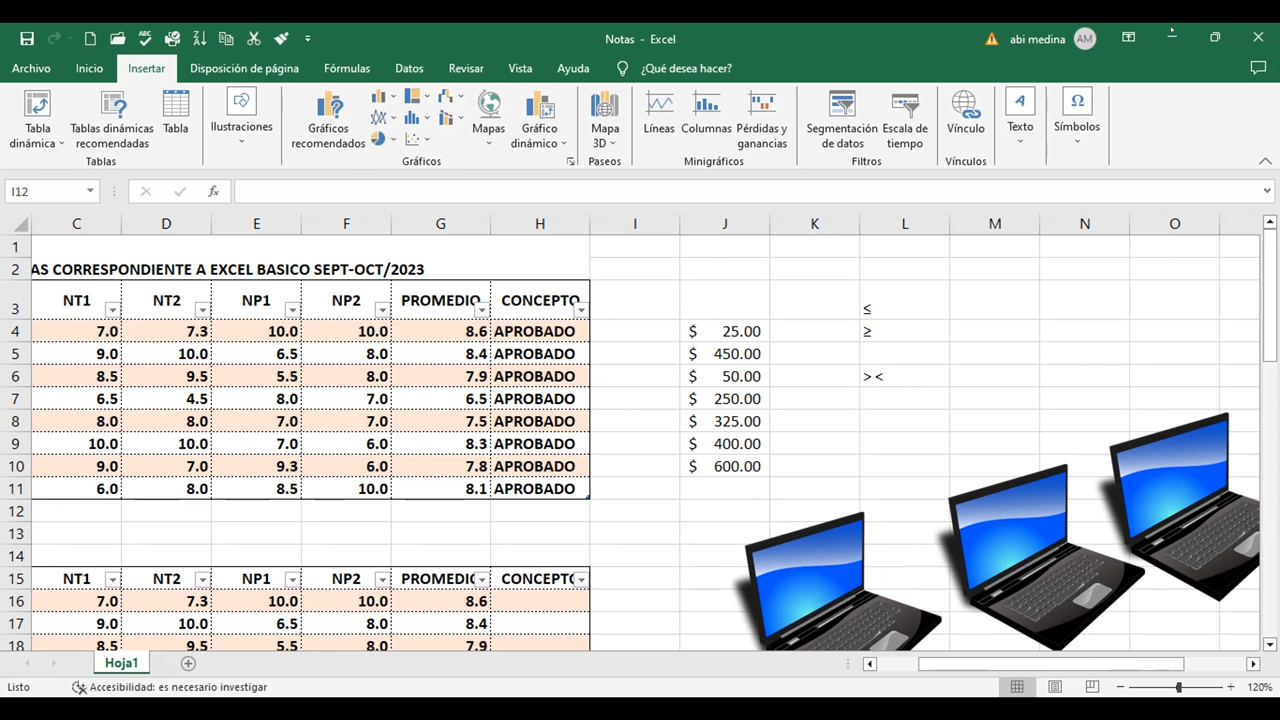 Notas - Excel
abi medina AM
Archivo Inicio Insertar Disposición de página Fórmulas Datos Revisar Vista Ayuda ¿Qué desea hacer?
Tabla dinámica
Tablas dinámicas recomendadas
Tabla
Ilustraciones
Gráficos recomendados
Mapas
Gráfico dinámico
Mapa 3D
Líneas
Columnas
Pérdidas y ganancias
Segmentación de datos
Escala de tiempo
Vínculo
Texto
Símbolos
Tablas Gráficos Paseos Minigráficos Filtros Vínculos
I12 fx
C D E F G H I J K L M N O
1
2 AS CORRESPONDIENTE A EXCEL BASICO SEPT-OCT/2023
3 NT1 NT2 NP1 NP2 PROMEDIO CONCEPTO ≤
4 7.0 7.3 10.0 10.0 8.6 APROBADO $ 25.00 ≥
5 9.0 10.0 6.5 8.0 8.4 APROBADO $ 450.00
6 8.5 9.5 5.5 8.0 7.9 APROBADO $ 50.00 > <
7 6.5 4.5 8.0 7.0 6.5 APROBADO $ 250.00
8 8.0 8.0 7.0 7.0 7.5 APROBADO $ 325.00
9 10.0 10.0 7.0 6.0 8.3 APROBADO $ 400.00
10 9.0 7.0 9.3 6.0 7.8 APROBADO $ 600.00
11 6.0 8.0 8.5 10.0 8.1 APROBADO
12
13
14
15 NT1 NT2 NP1 NP2 PROMEDIO CONCEPTO
16 7.0 7.3 10.0 10.0 8.6
17 9.0 10.0 6.5 8.0 8.4
18 8.5 9.5 5.5 8.0 7.9
Hoja1
Listo Accesibilidad: es necesario investigar 120%